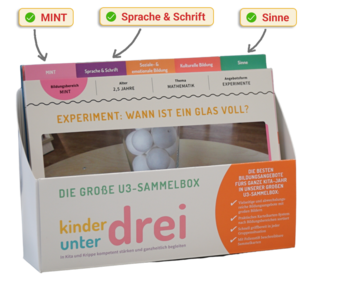 MINT
Sprache & Schrift
Sinne
MINT
Sprache & Schrift
Soziale- & emotionale Bildung
Kulturelle Bildung
Sinne
Bildungsbereich
MINT
Alter
2,5 JAHRE
Thema
MATHEMATIK
Angebotsform
EXPERIMENTE
EXPERIMENT: WANN IST EIN GLAS VOLL?
DIE GROẞE U3-SAMMELBOX
kinder
unter
drei
DIE BESTEN
BILDUNGSANGEBOTE
FÜRS GANZE KITA-JAHR
IN UNSERER GROẞEN
U3-SAMMELBOX